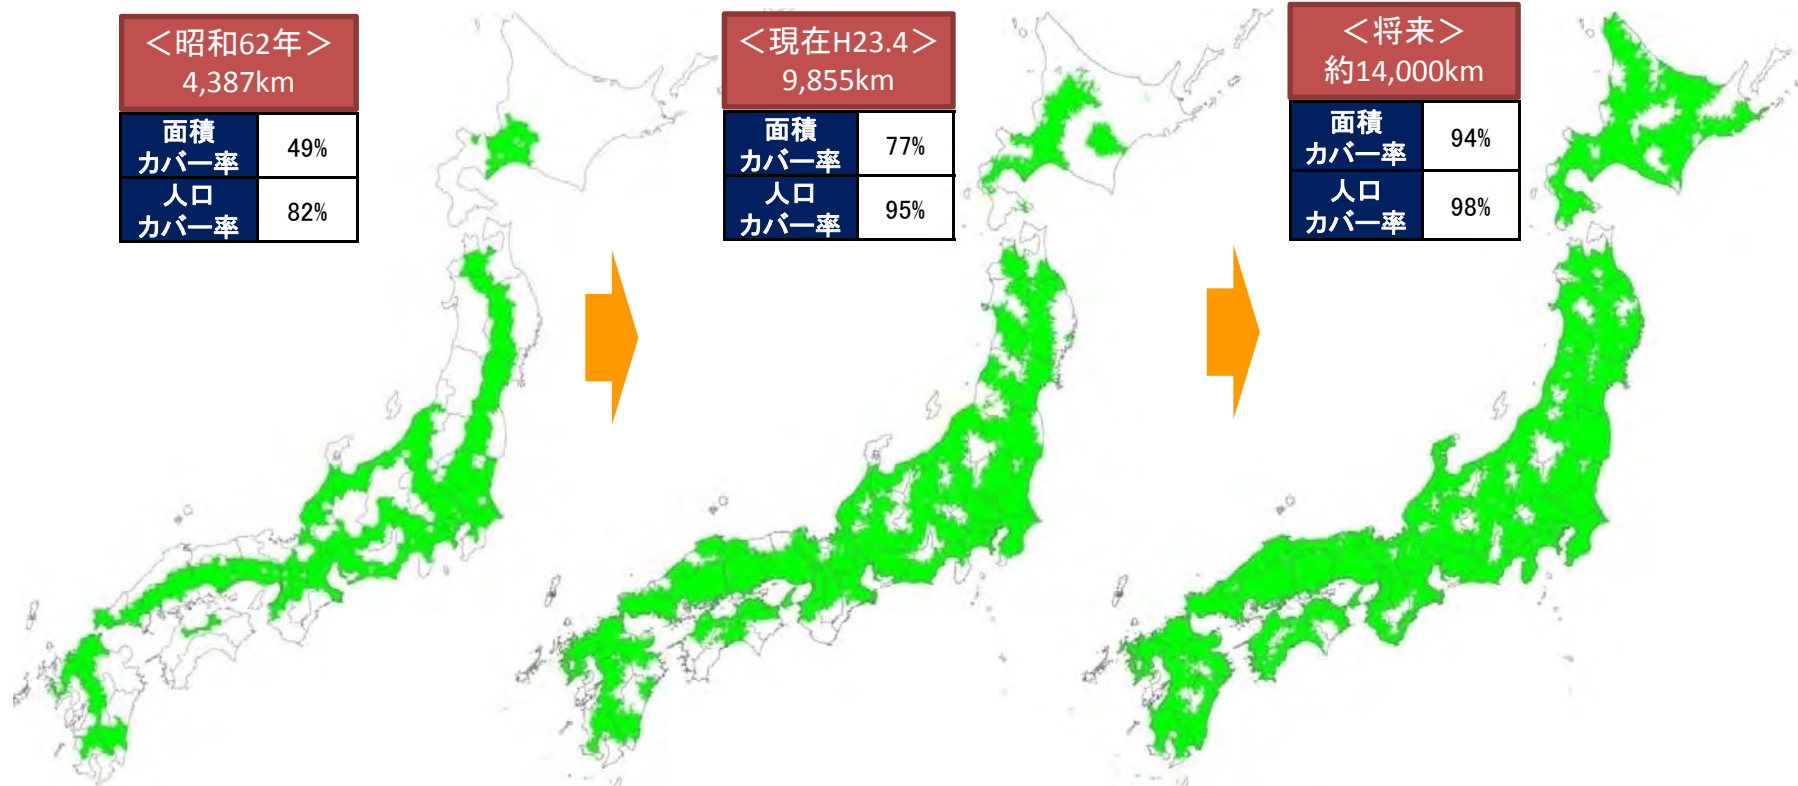 ＜昭和62年＞
4,387km
面積
カバー率
49%
人口
カバー率
82%
＜現在H23.4＞
9,855km
面積
カバー率
77%
人口
カバー率
95%
＜将来＞
約14,000km
面積
カバー率
94%
人口
カバー率
98%